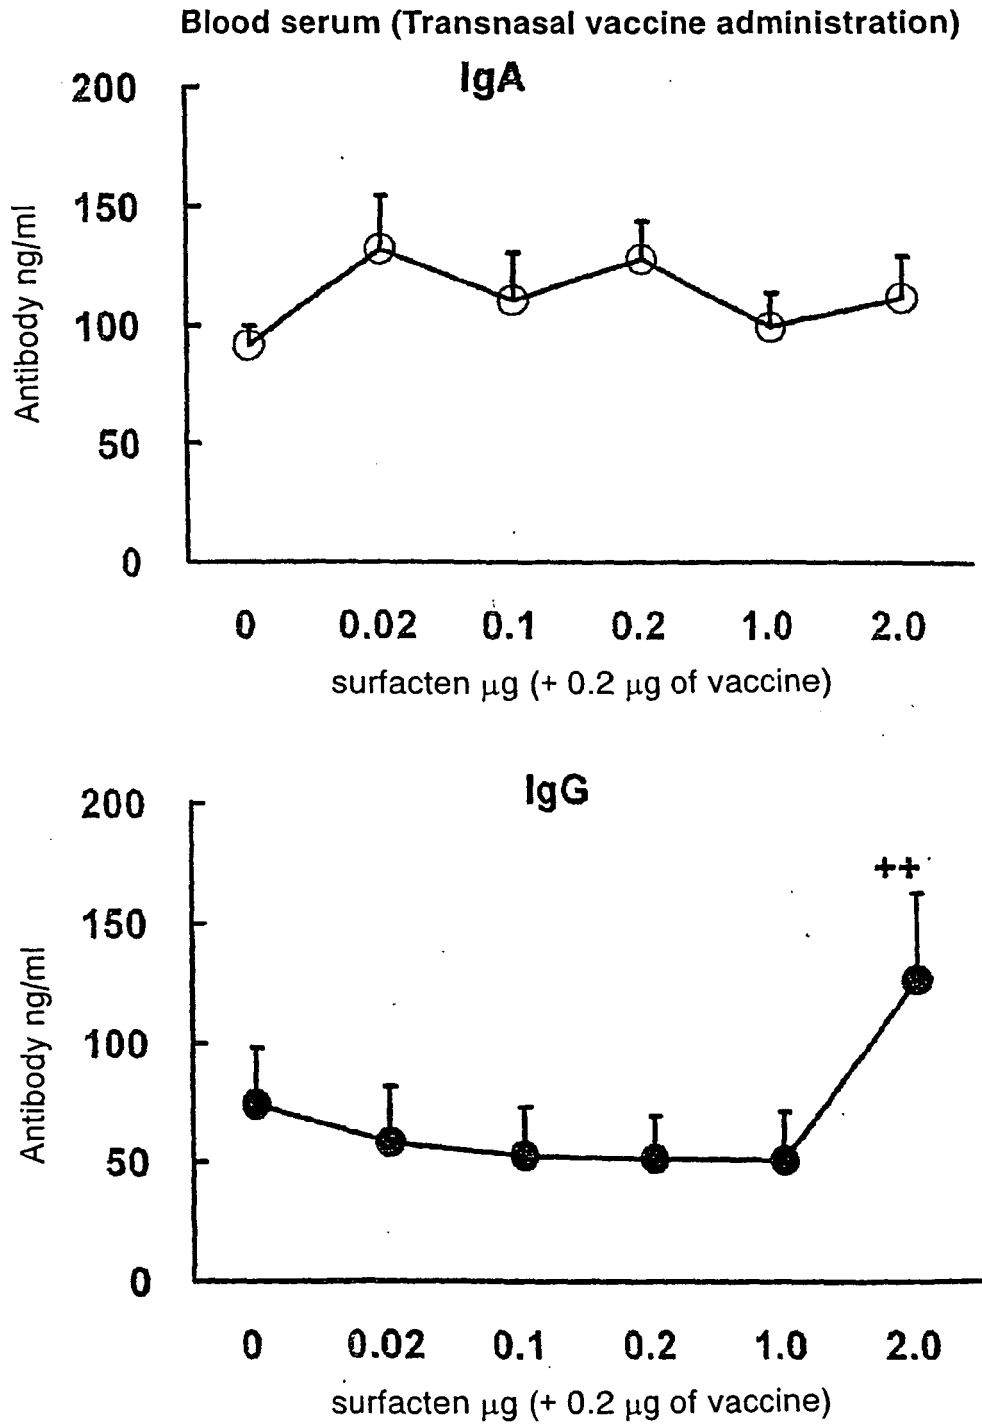 Blood serum (Transnasal vaccine administration)
IgA
200
150
100
50
0
Antibody ng/ml
0 0.02 0.1 0.2 1.0 2.0
surfacten μg (+ 0.2 μg of vaccine)
IgG
200
150
100
50
0
Antibody ng/ml
++
0 0.02 0.1 0.2 1.0 2.0
surfacten μg (+ 0.2 μg of vaccine)